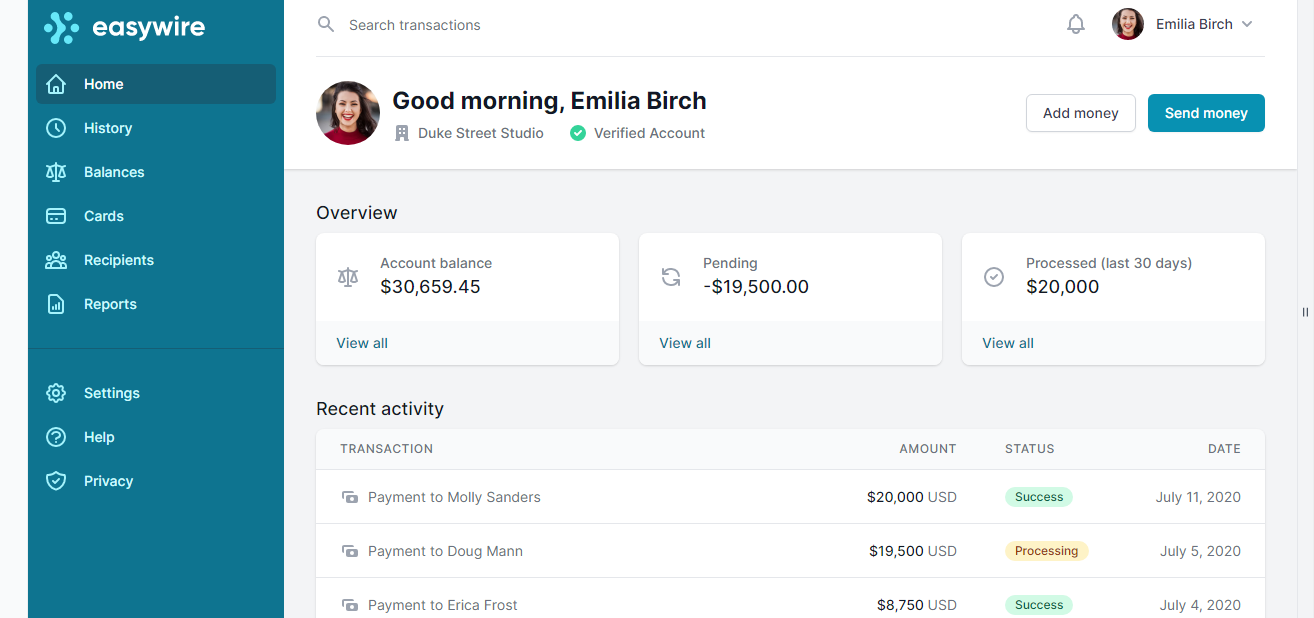 easywire
Search transactions
Emilia Birch
Home
History
Balances
Cards
Recipients
Reports
Settings
Help
Privacy
Good morning, Emilia Birch
Duke Street Studio Verified Account
Add money
Send money
Overview
Account balance
$30,659.45
View all
Pending
-$19,500.00
View all
Processed (last 30 days)
$20,000
View all
Recent activity
TRANSACTION AMOUNT STATUS DATE
Payment to Molly Sanders $20,000 USD Success July 11, 2020
Payment to Doug Mann $19,500 USD Processing July 5, 2020
Payment to Erica Frost $8,750 USD Success July 4, 2020